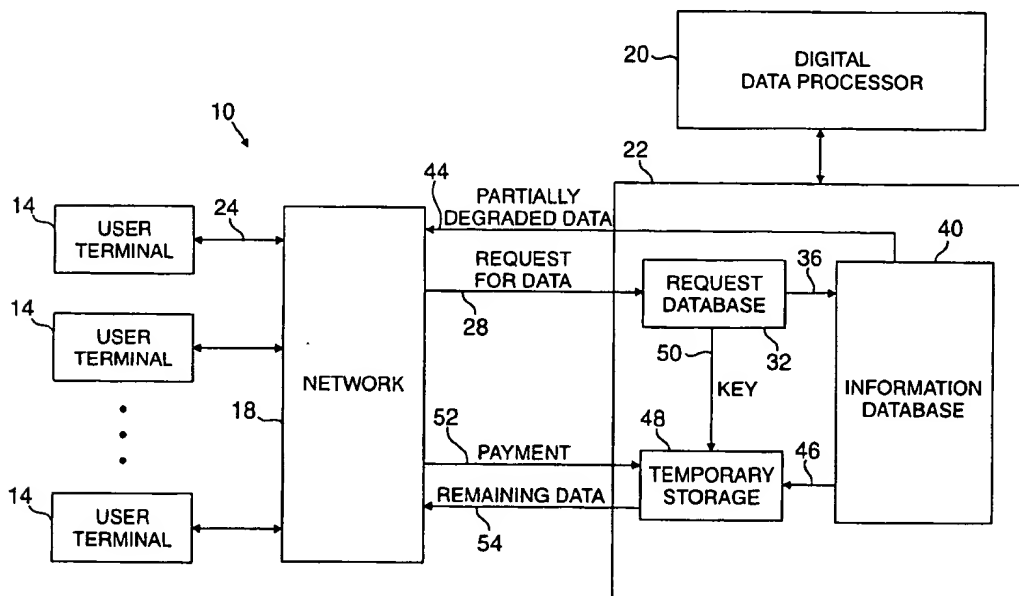 20
DIGITAL
DATA PROCESSOR
10
22
44
PARTIALLY
DEGRADED DATA
14
USER
TERMINAL
24
40
REQUEST
FOR DATA
28
REQUEST
DATABASE
36
32
14
USER
TERMINAL
50
KEY
NETWORK
18
INFORMATION
DATABASE
52
PAYMENT
48
TEMPORARY
STORAGE
46
REMAINING DATA
54
14
USER
TERMINAL